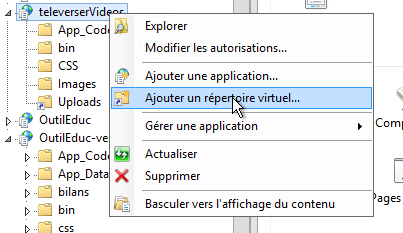 televerserVideos
App_Code
bin
CSS
Images
Uploads
OutilEduc
OutilEduc-ve
App_Code
App_Data
bilans
bin
css
Explorer
Modifier les autorisations...
Ajouter une application...
Ajouter un répertoire virtuel...
Gérer une application
Actualiser
Supprimer
Basculer vers l'affichage du contenu
Comp
Pages